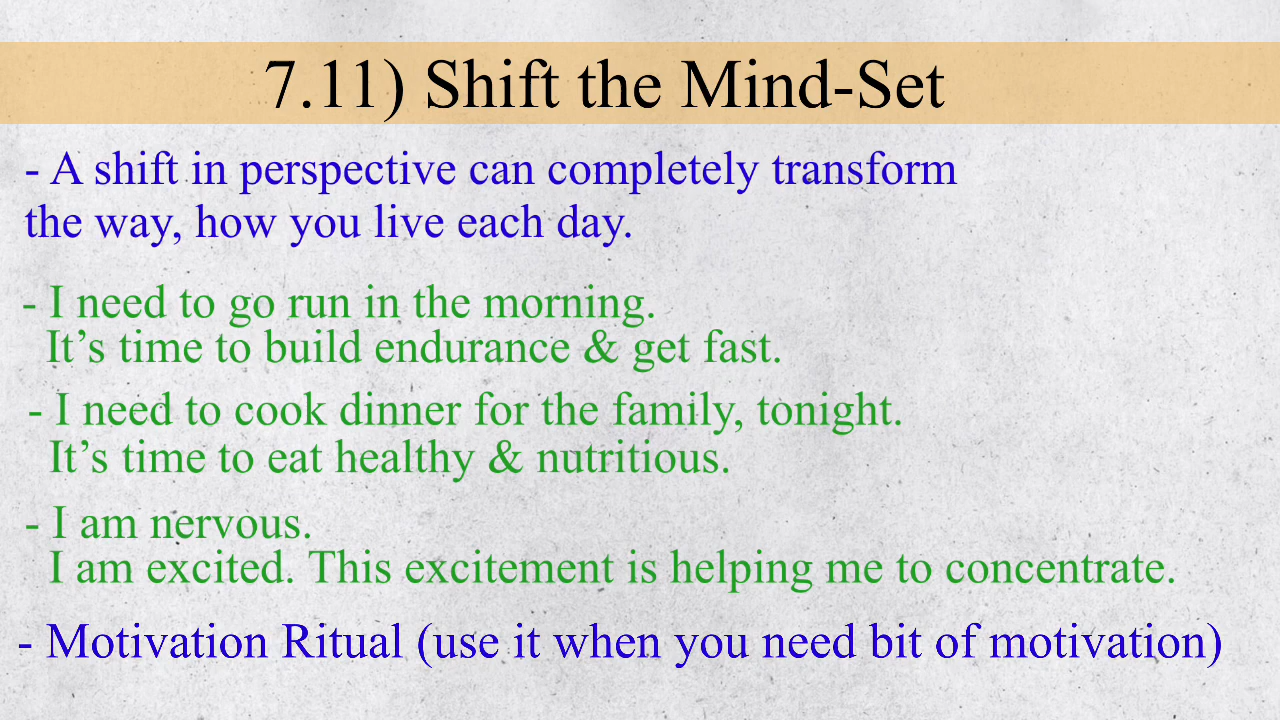 7.11) Shift the Mind-Set
- A shift in perspective can completely transform
the way, how you live each day.
- I need to go run in the morning.
It’s time to build endurance & get fast.
- I need to cook dinner for the family, tonight.
It’s time to eat healthy & nutritious.
- I am nervous.
I am excited. This excitement is helping me to concentrate.
- Motivation Ritual (use it when you need bit of motivation)